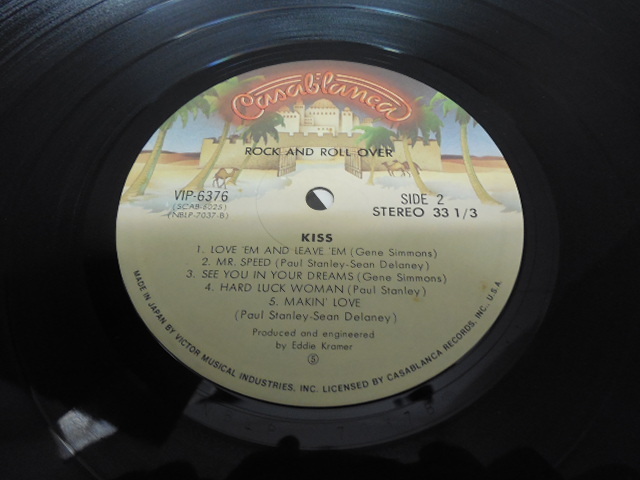 Casablanca
ROCK AND ROLL OVER
VIP-6376
(NBLP-7037-B)
SIDE 2
STEREO 33 1/3
KISS
1. LOVE 'EM AND LEAVE 'EM (Gene Simmons)
2. MR. SPEED (Paul Stanley-Sean Delaney)
3. SEE YOU IN YOUR DREAMS (Gene Simmons)
4. HARD LUCK WOMAN (Paul Stanley)
5. MAKIN' LOVE
(Paul Stanley-Sean Delaney)
Produced and engineered
by Eddie Kramer
Ⓢ
MADE IN JAPAN BY VICTOR MUSICAL INDUSTRIES, INC. LICENSED BY CASABLANCA RECORDS, INC., U.S.A.